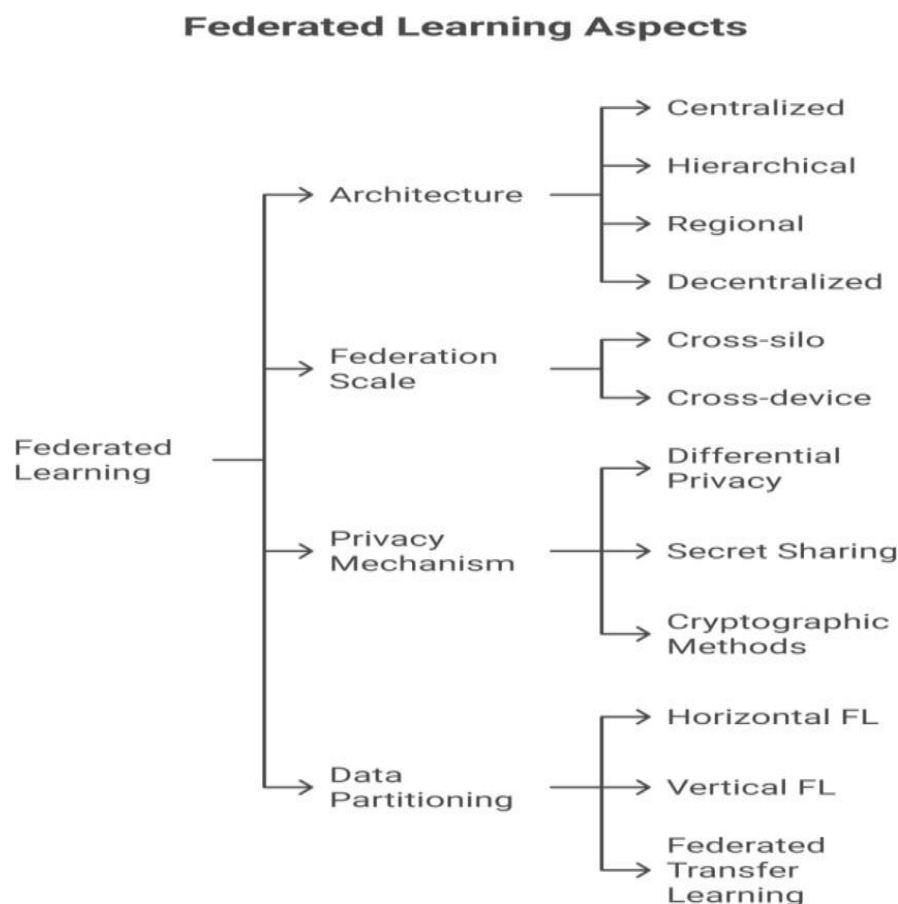 Federated Learning Aspects
Centralized
Hierarchical
Architecture
Regional
Decentralized
Federation
Scale
Cross-silo
Cross-device
Federated
Learning
Differential
Privacy
Privacy
Mechanism
Secret Sharing
Cryptographic
Methods
Horizontal FL
Data
Partitioning
Vertical FL
Federated
Transfer
Learning